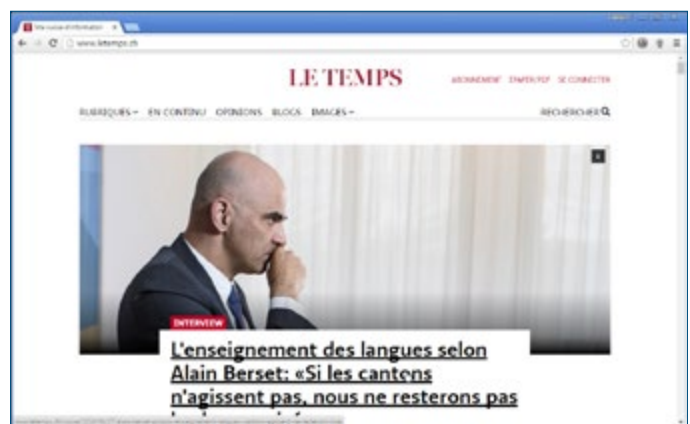 www.letemps.ch
LE TEMPS
ABONNEMENT EPAPER/PDF SE CONNECTER
RUBRIQUES EN CONTINU OPINIONS BLOGS IMAGES RECHERCHER
INTERVIEW
L'enseignement des langues selon
Alain Berset: «Si les cantons
n'agissent pas, nous ne resterons pas